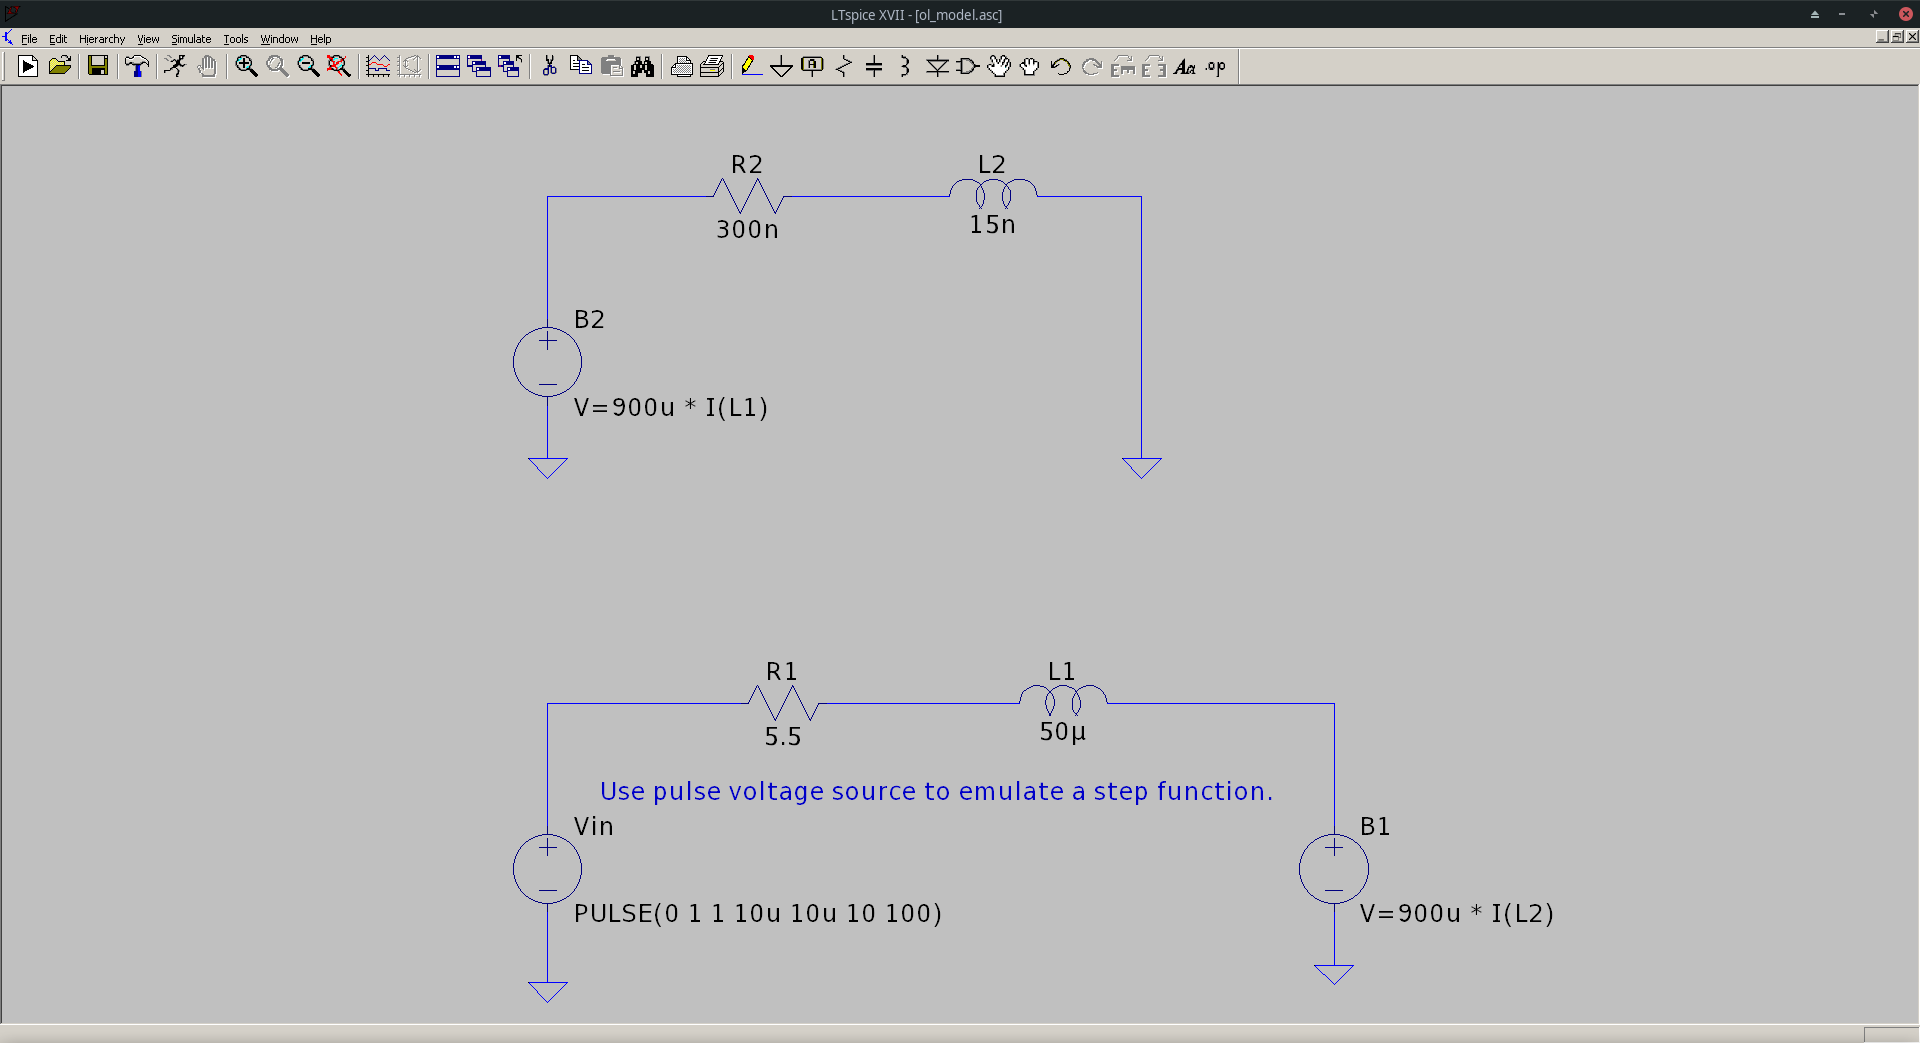 LTspice XVII - [ol_model.asc]
File Edit Hierarchy View Simulate Tools Window Help
A Aa .op
R2 L2
300n 15n
B2
V=900u * I(L1)
R1 L1
5.5 50µ
Use pulse voltage source to emulate a step function.
Vin B1
PULSE(0 1 1 10u 10u 10 100) V=900u * I(L2)